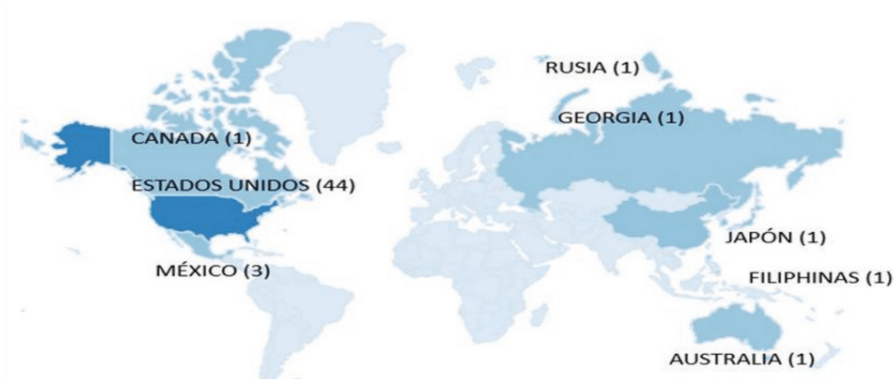 RUSIA (1)
GEORGIA (1)
CANADA (1)
ESTADOS UNIDOS (44)
JAPÓN (1)
MÉXICO (3)
FILIPHINAS (1)
AUSTRALIA (1)